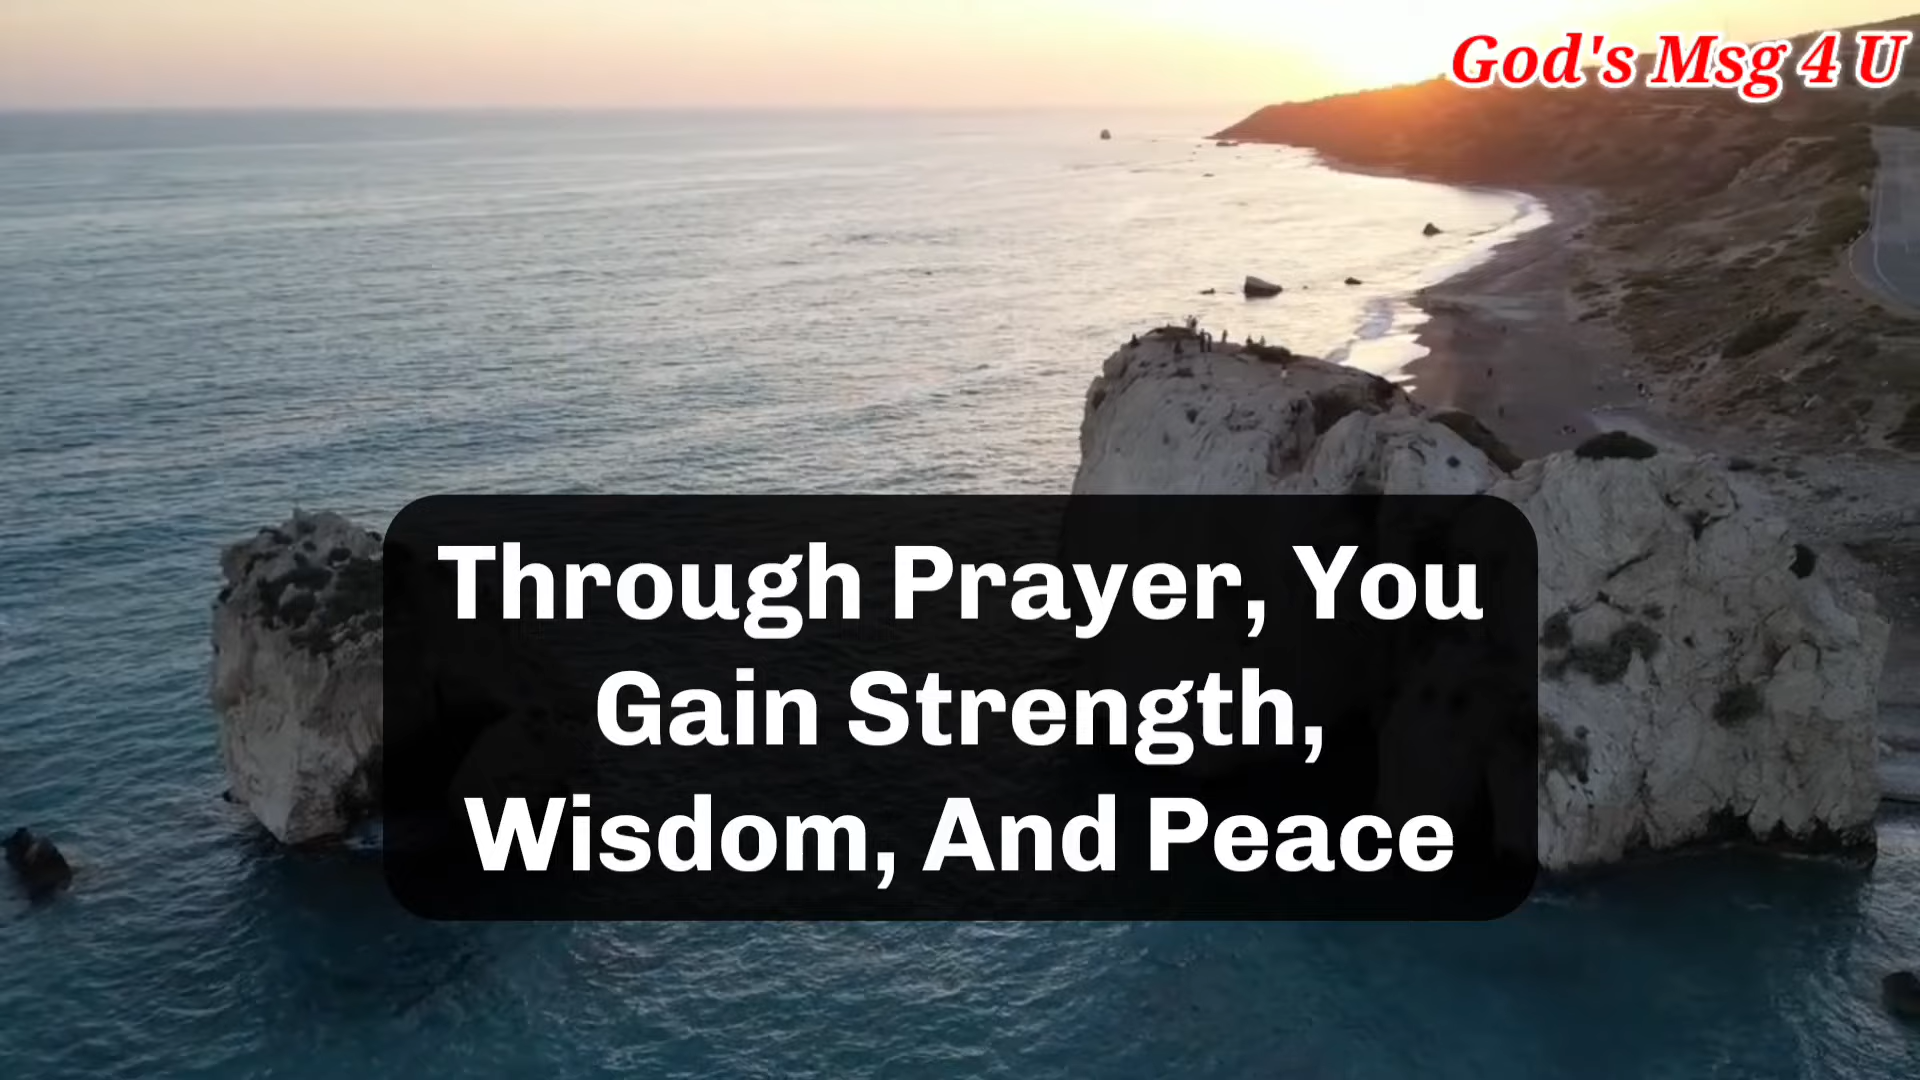 God's Msg 4 U
Through Prayer, You
Gain Strength,
Wisdom, And Peace